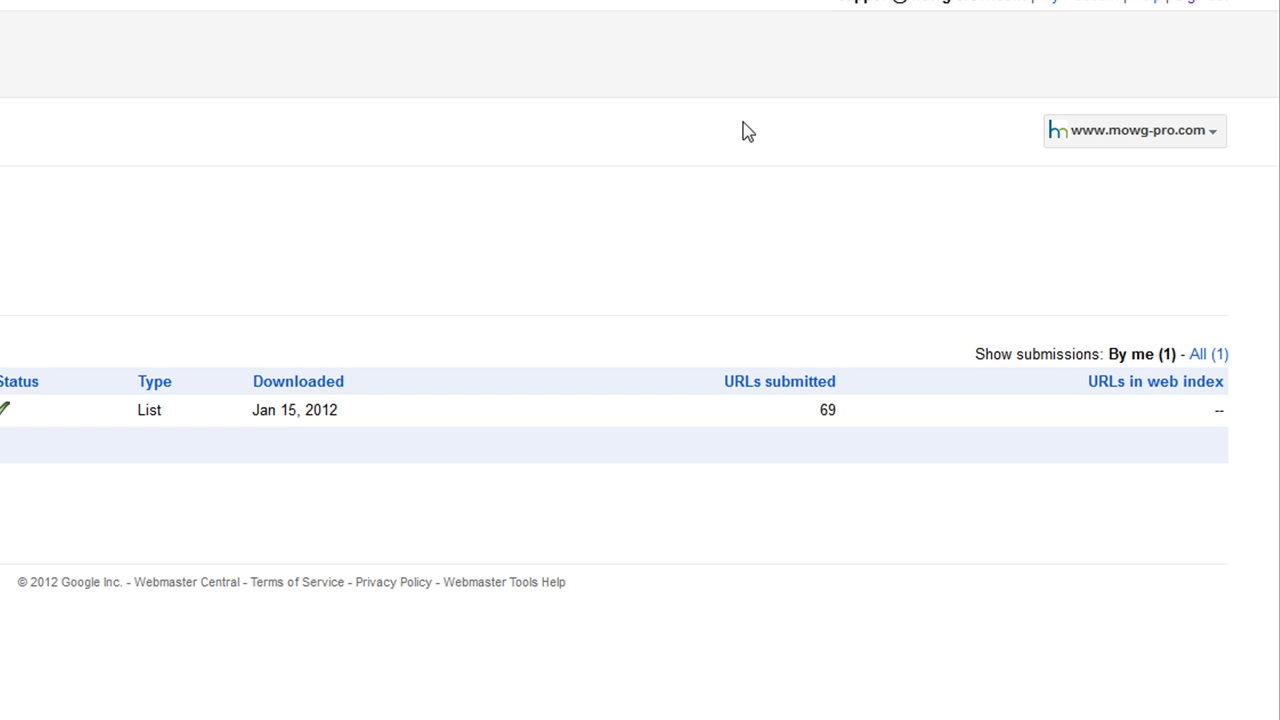 www.mowg-pro.com
Show submissions: By me (1) - All (1)
Status Type Downloaded URLs submitted URLs in web index
List Jan 15, 2012 69 --
© 2012 Google Inc. - Webmaster Central - Terms of Service - Privacy Policy - Webmaster Tools Help